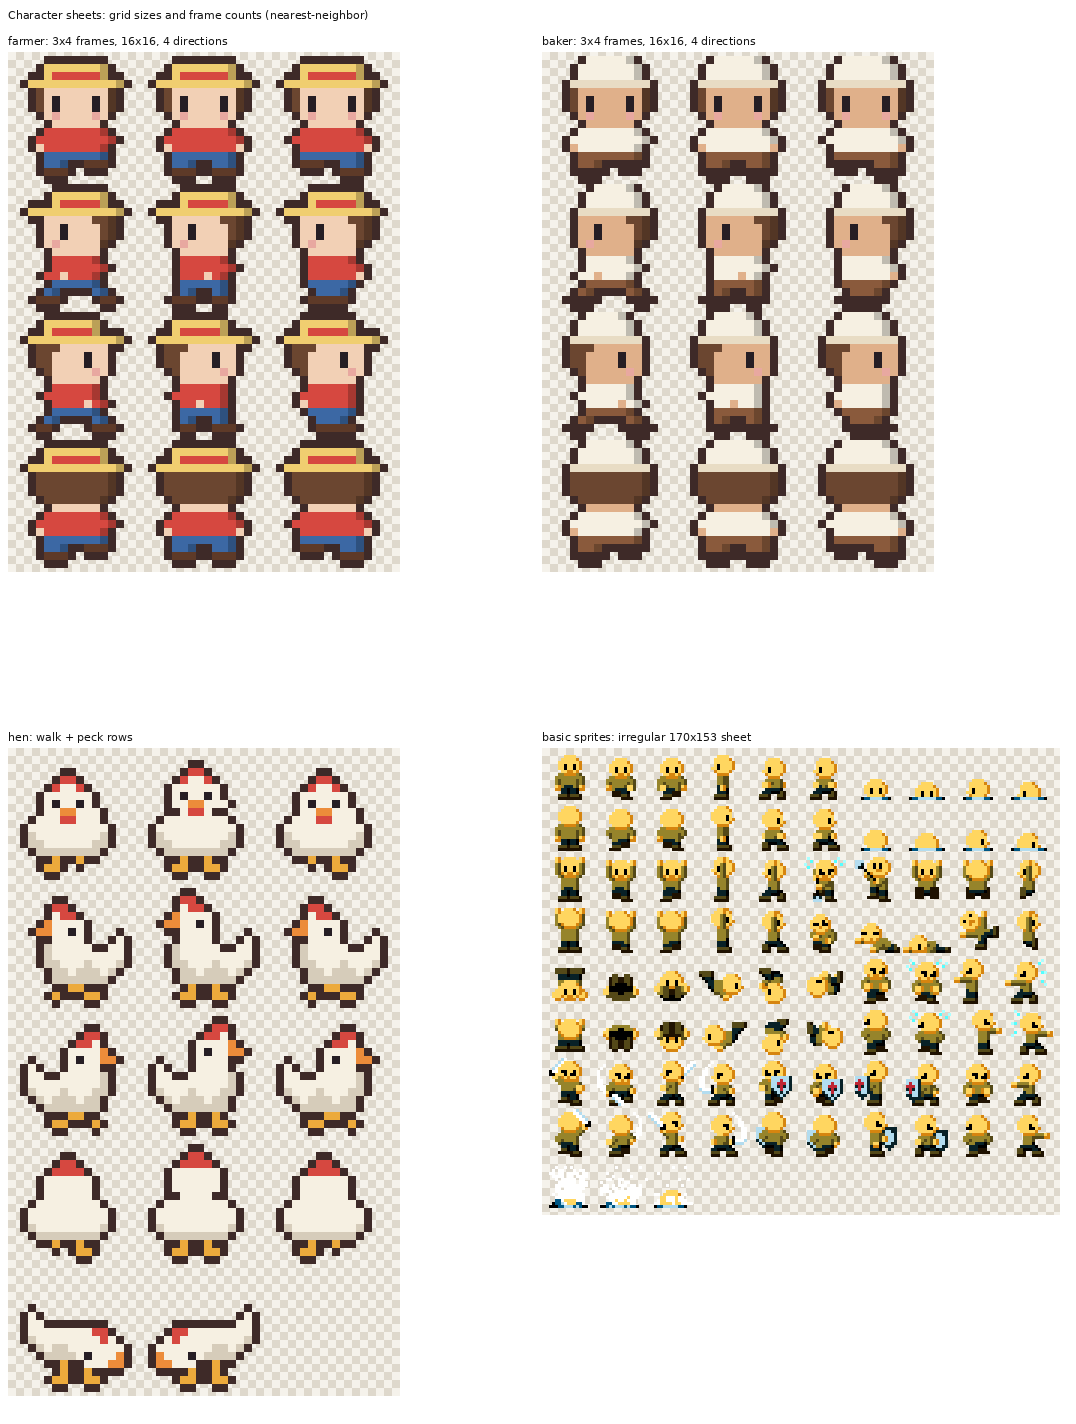 Character sheets: grid sizes and frame counts (nearest-neighbor)
farmer: 3x4 frames, 16x16, 4 directions
baker: 3x4 frames, 16x16, 4 directions
hen: walk + peck rows
basic sprites: irregular 170x153 sheet